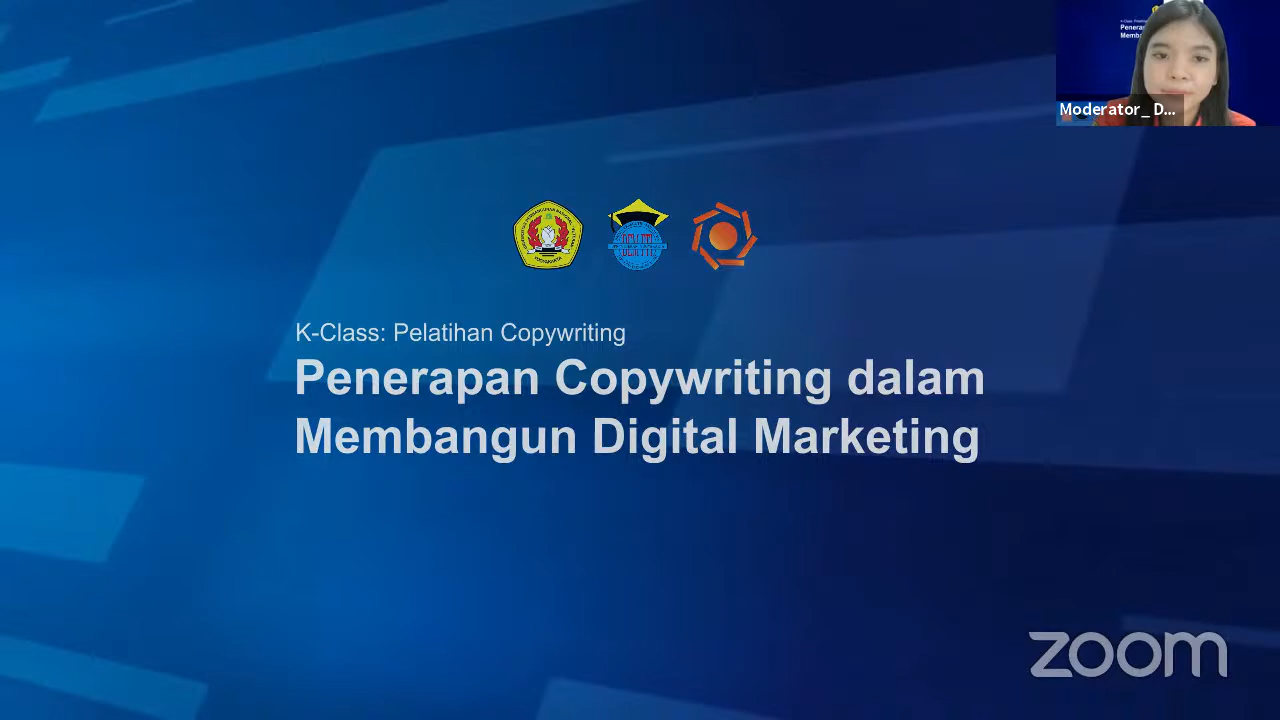 K-Class: Pelatihan Copywriting
Penerapan Copywriting dalam
Membangun Digital Marketing
Moderator_ D...
zoom